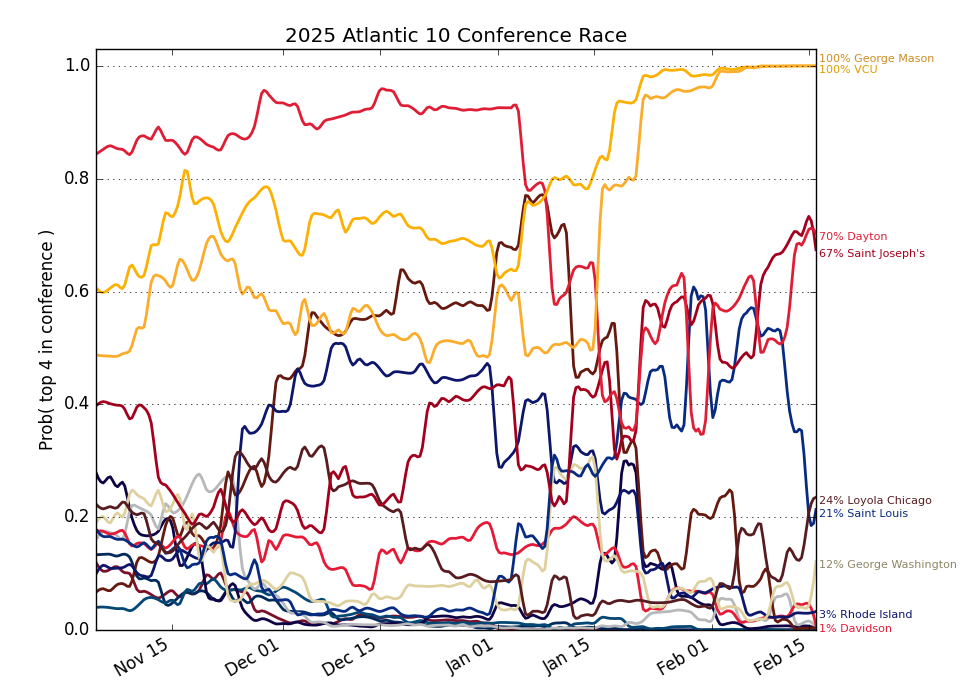 2025 Atlantic 10 Conference Race
Prob( top 4 in conference )
1.0
0.8
0.6
0.4
0.2
0.0
Nov 15
Dec 01
Dec 15
Jan 01
Jan 15
Feb 01
Feb 15
100% George Mason
100% VCU
70% Dayton
67% Saint Joseph's
24% Loyola Chicago
21% Saint Louis
12% George Washington
3% Rhode Island
1% Davidson